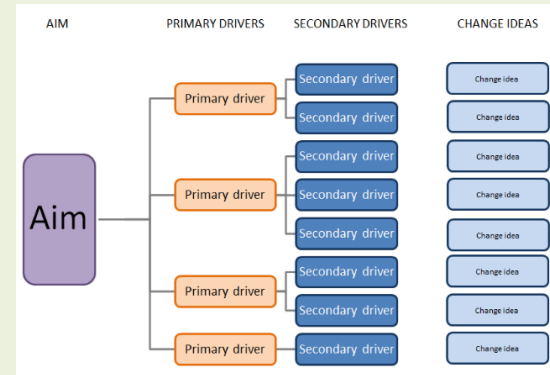 AIM PRIMARY DRIVERS SECONDARY DRIVERS CHANGE IDEAS
Secondary driver Change idea
Primary driver
Secondary driver Change idea
Secondary driver Change idea
Aim Primary driver Secondary driver Change idea
Secondary driver Change idea
Secondary driver Change idea
Primary driver
Secondary driver Change idea
Primary driver Secondary driver Change idea